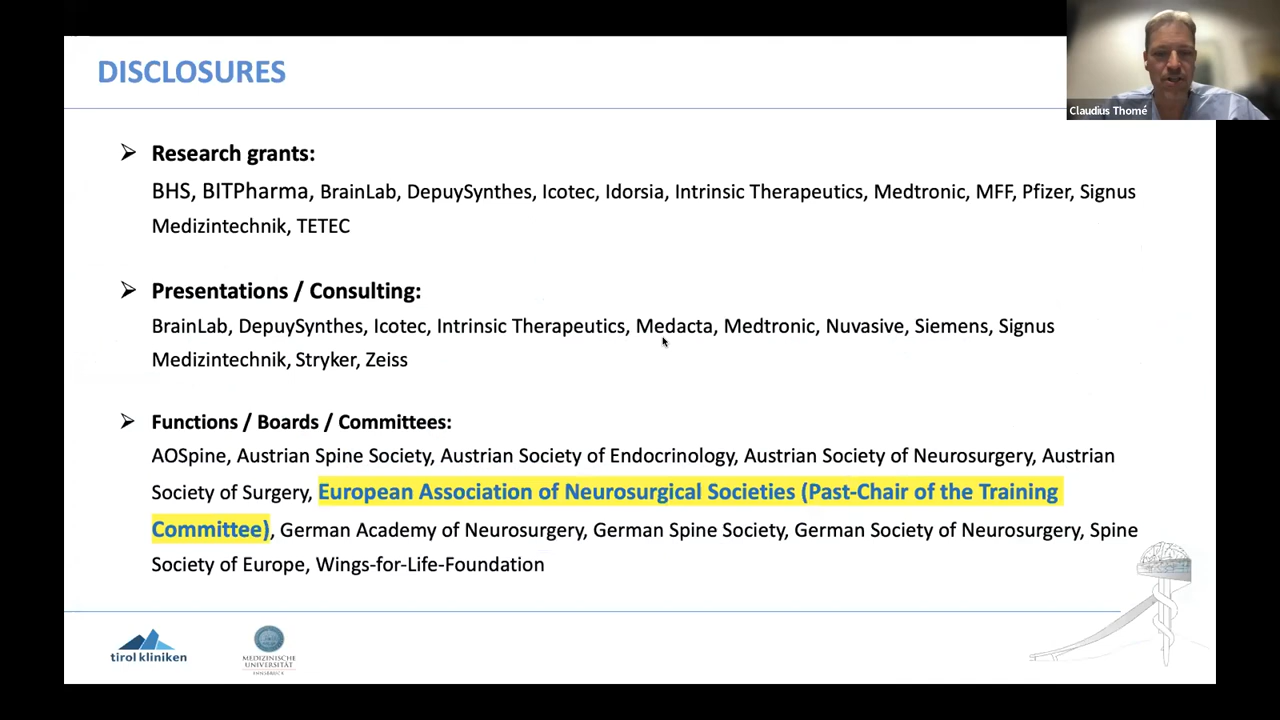 DISCLOSURES
Claudius Thomé
Research grants:
BHS, BITPharma, BrainLab, DepuySynthes, Icotec, Idorsia, Intrinsic Therapeutics, Medtronic, MFF, Pfizer, Signus
Medizintechnik, TETEC
Presentations / Consulting:
BrainLab, DepuySynthes, Icotec, Intrinsic Therapeutics, Medacta, Medtronic, Nuvasive, Siemens, Signus
Medizintechnik, Stryker, Zeiss
Functions / Boards / Committees:
AOSpine, Austrian Spine Society, Austrian Society of Endocrinology, Austrian Society of Neurosurgery, Austrian
Society of Surgery, European Association of Neurosurgical Societies (Past-Chair of the Training
Committee), German Academy of Neurosurgery, German Spine Society, German Society of Neurosurgery, Spine
Society of Europe, Wings-for-Life-Foundation
tirol kliniken
MEDIZINISCHE
UNIVERSITÄT
INNSBRUCK